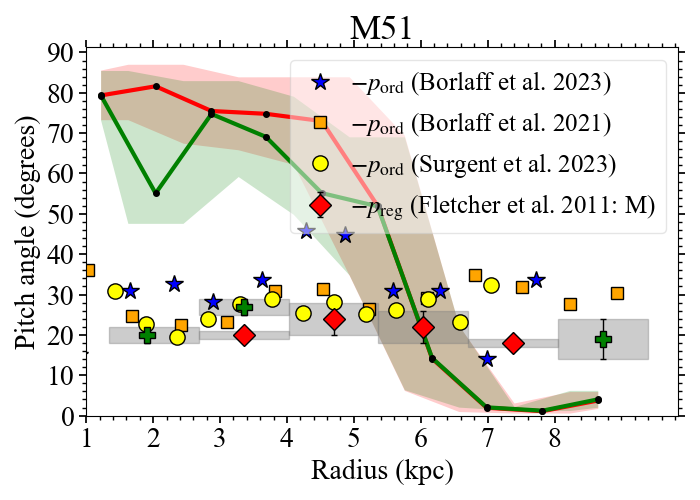 M51
90
80
70
60
50
40
30
20
10
0
Pitch angle (degrees)
−p_ord (Borlaff et al. 2023)
−p_ord (Borlaff et al. 2021)
−p_ord (Surgent et al. 2023)
−p_reg (Fletcher et al. 2011: M)
1 2 3 4 5 6 7 8
Radius (kpc)